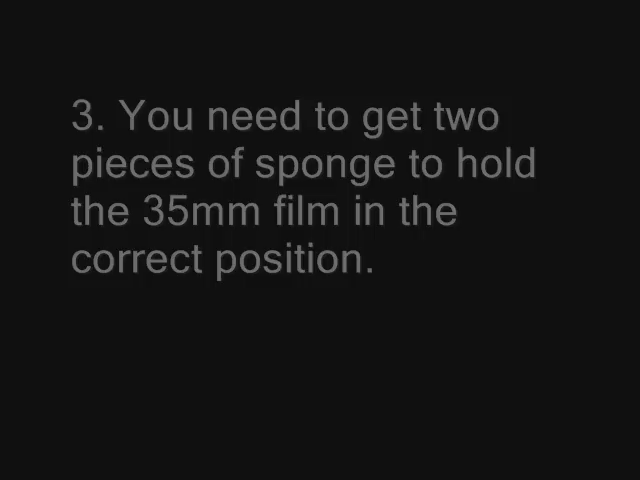 3. You need to get two
pieces of sponge to hold
the 35mm film in the
correct position.